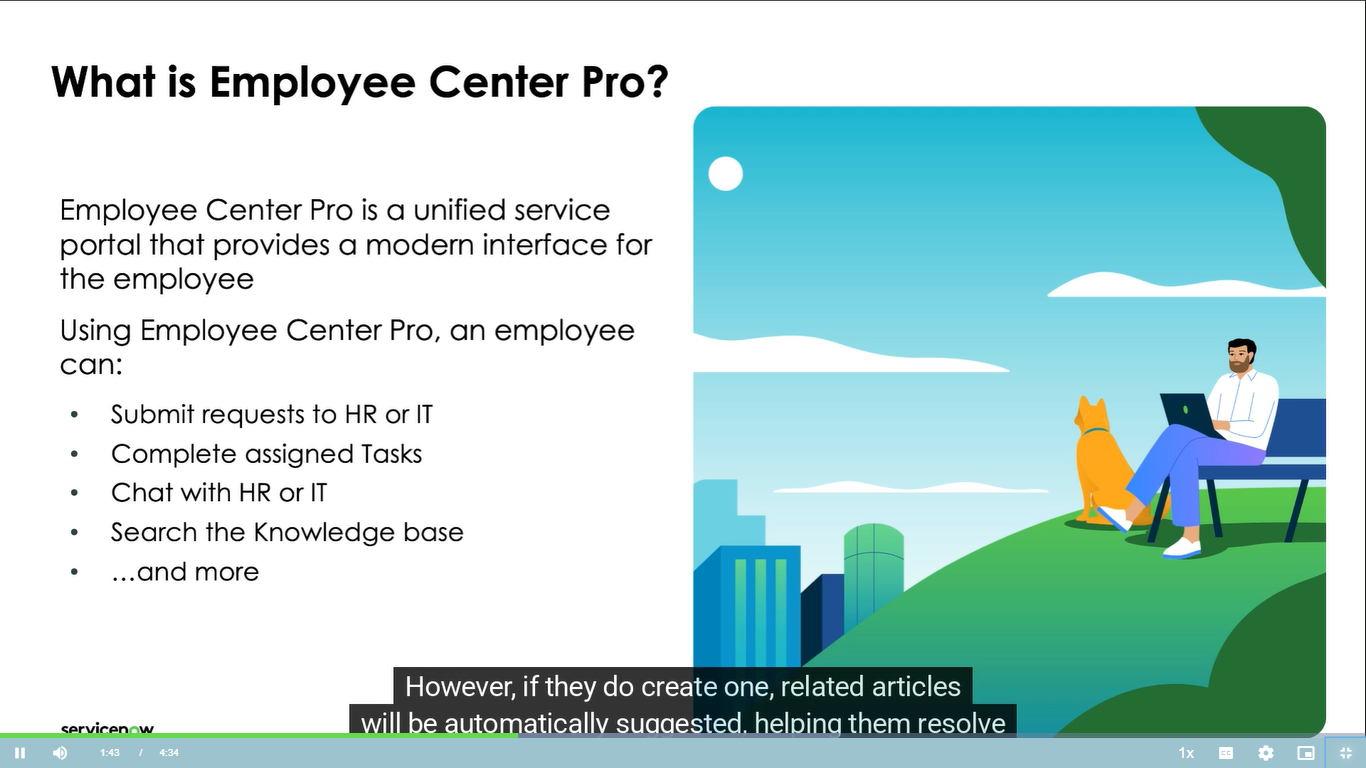 What is Employee Center Pro?
Employee Center Pro is a unified service
portal that provides a modern interface for
the employee
Using Employee Center Pro, an employee
can:
• Submit requests to HR or IT
• Complete assigned Tasks
• Chat with HR or IT
• Search the Knowledge base
• …and more
However, if they do create one, related articles
will be automatically suggested, helping them resolve
servicenow
1:43 / 4:34
1x
CC